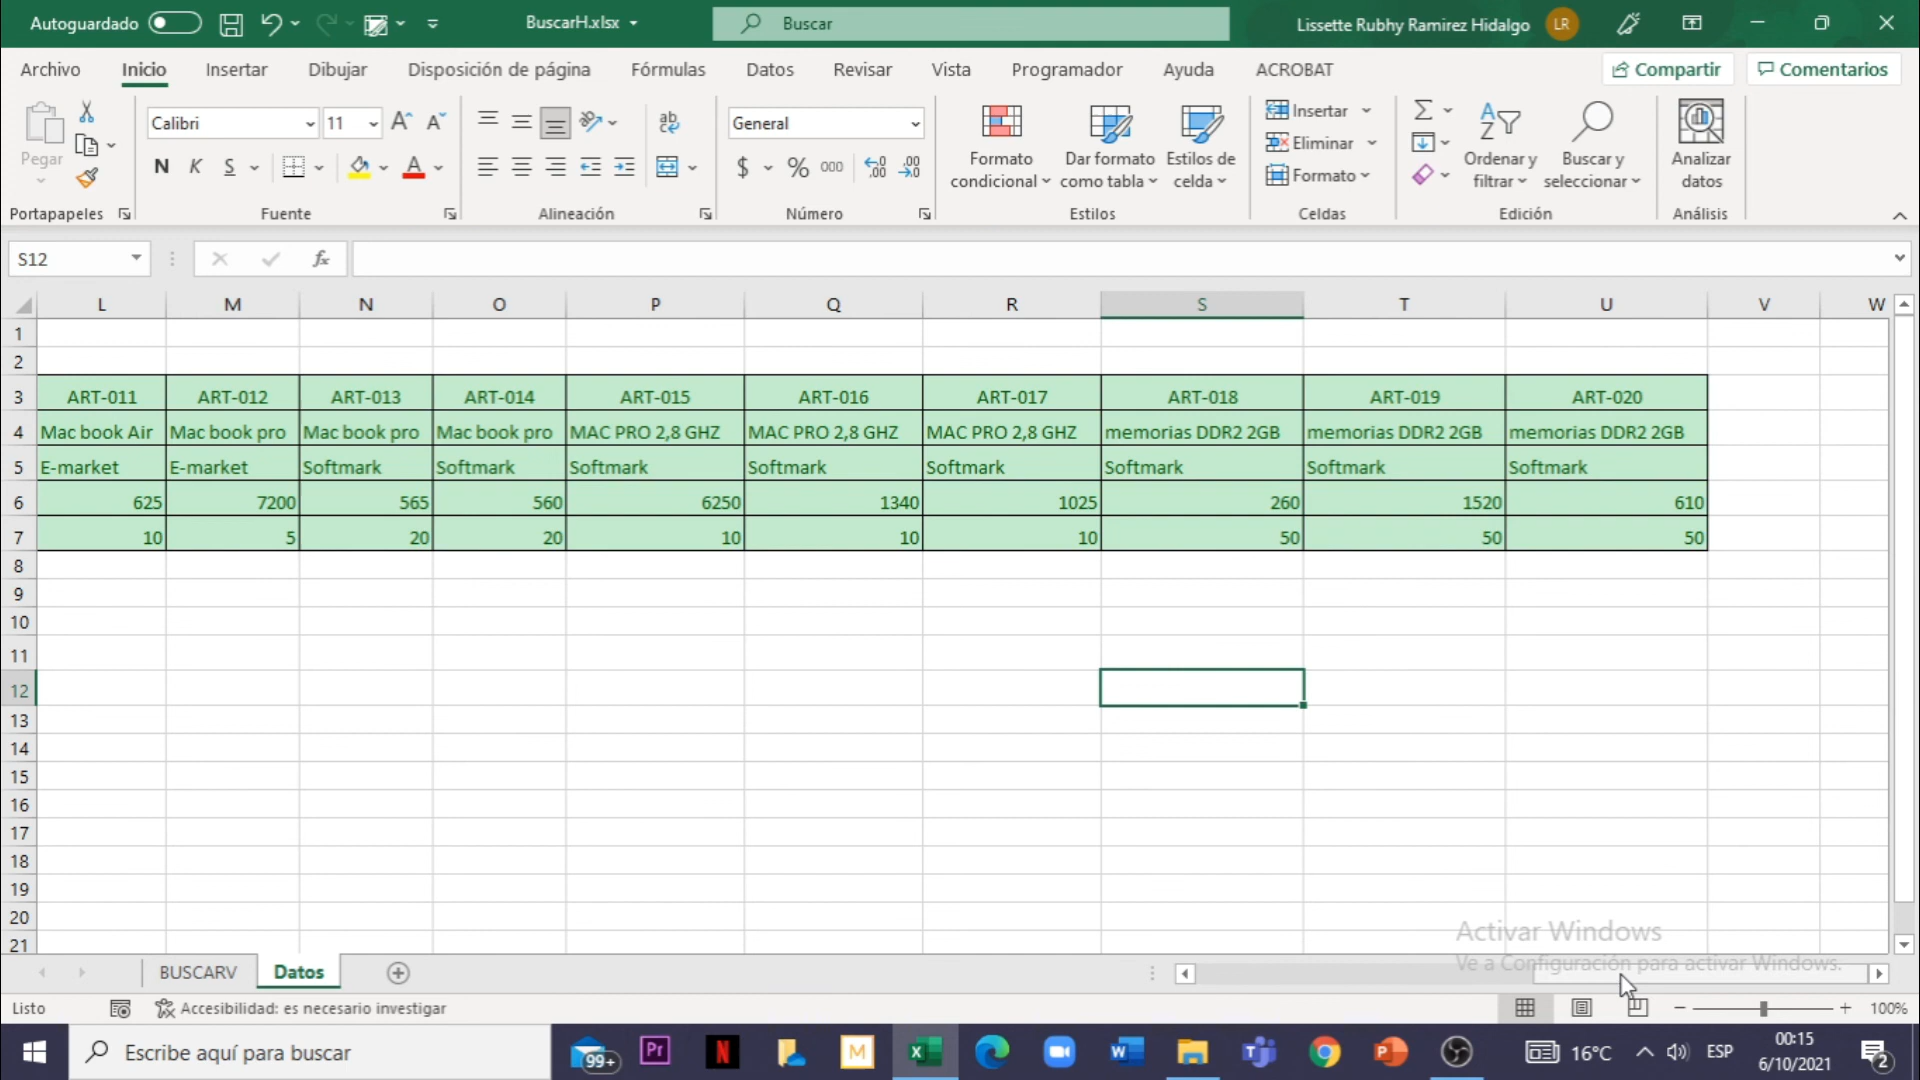 Autoguardado BuscarH.xlsx Buscar Lissette Rubhy Ramirez Hidalgo LR
Archivo Inicio Insertar Dibujar Disposición de página Fórmulas Datos Revisar Vista Programador Ayuda ACROBAT Compartir Comentarios
Pegar Calibri 11 General Formato condicional Dar formato como tabla Estilos de celda Insertar Eliminar Formato Ordenar y filtrar Buscar y seleccionar Analizar datos
N K S $ % 000
Portapapeles Fuente Alineación Número Estilos Celdas Edición Análisis
S12 fx
L M N O P Q R S T U V W
1
2
3 ART-011 ART-012 ART-013 ART-014 ART-015 ART-016 ART-017 ART-018 ART-019 ART-020
4 Mac book Air Mac book pro Mac book pro Mac book pro MAC PRO 2,8 GHZ MAC PRO 2,8 GHZ MAC PRO 2,8 GHZ memorias DDR2 2GB memorias DDR2 2GB memorias DDR2 2GB
5 E-market E-market Softmark Softmark Softmark Softmark Softmark Softmark Softmark Softmark
6 625 7200 565 560 6250 1340 1025 260 1520 610
7 10 5 20 20 10 10 10 50 50 50
8
9
10
11
12
13
14
15
16
17
18
19
20
21
Activar Windows
Ve a Configuración para activar Windows.
BUSCARV Datos
Listo Accesibilidad: es necesario investigar 100%
Escribe aquí para buscar 99+ Pr N M 16°C ESP 00:15
6/10/2021 2